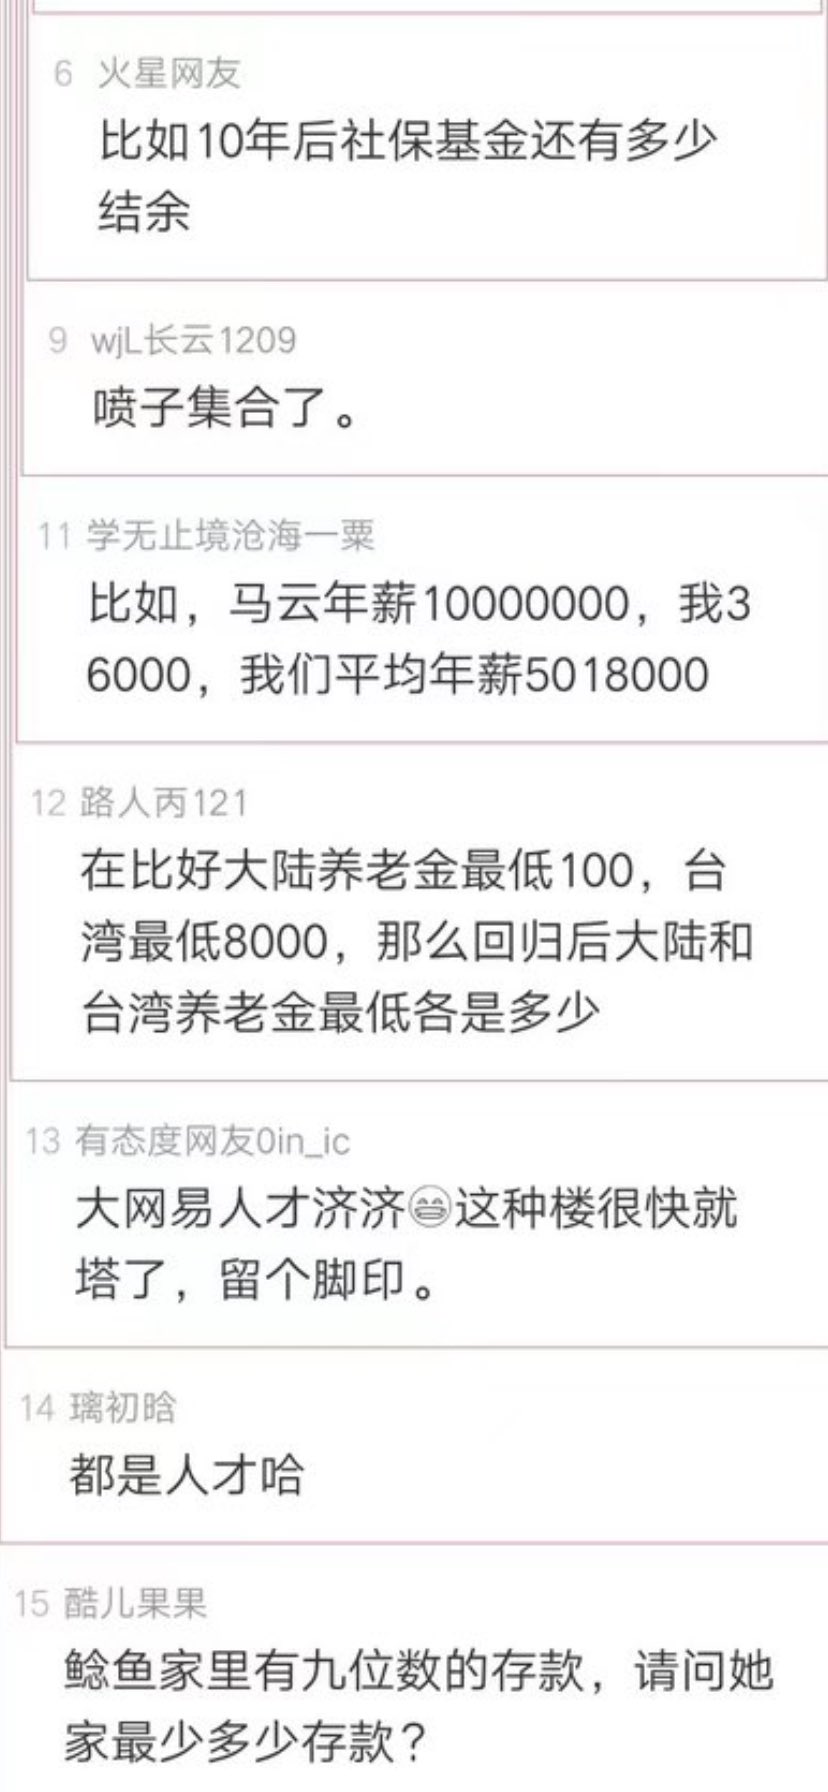 6 火星网友
比如10年后社保基金还有多少
结余
9 wjL长云1209
喷子集合了。
11 学无止境沧海一粟
比如，马云年薪10000000，我3
6000，我们平均年薪5018000
12 路人丙121
在比好大陆养老金最低100，台
湾最低8000，那么回归后大陆和
台湾养老金最低各是多少
13 有态度网友0in_ic
大网易人才济济😁这种楼很快就
塔了，留个脚印。
14 璃初晗
都是人才哈
15 酷儿果果
鲶鱼家里有九位数的存款，请问她
家最少多少存款？